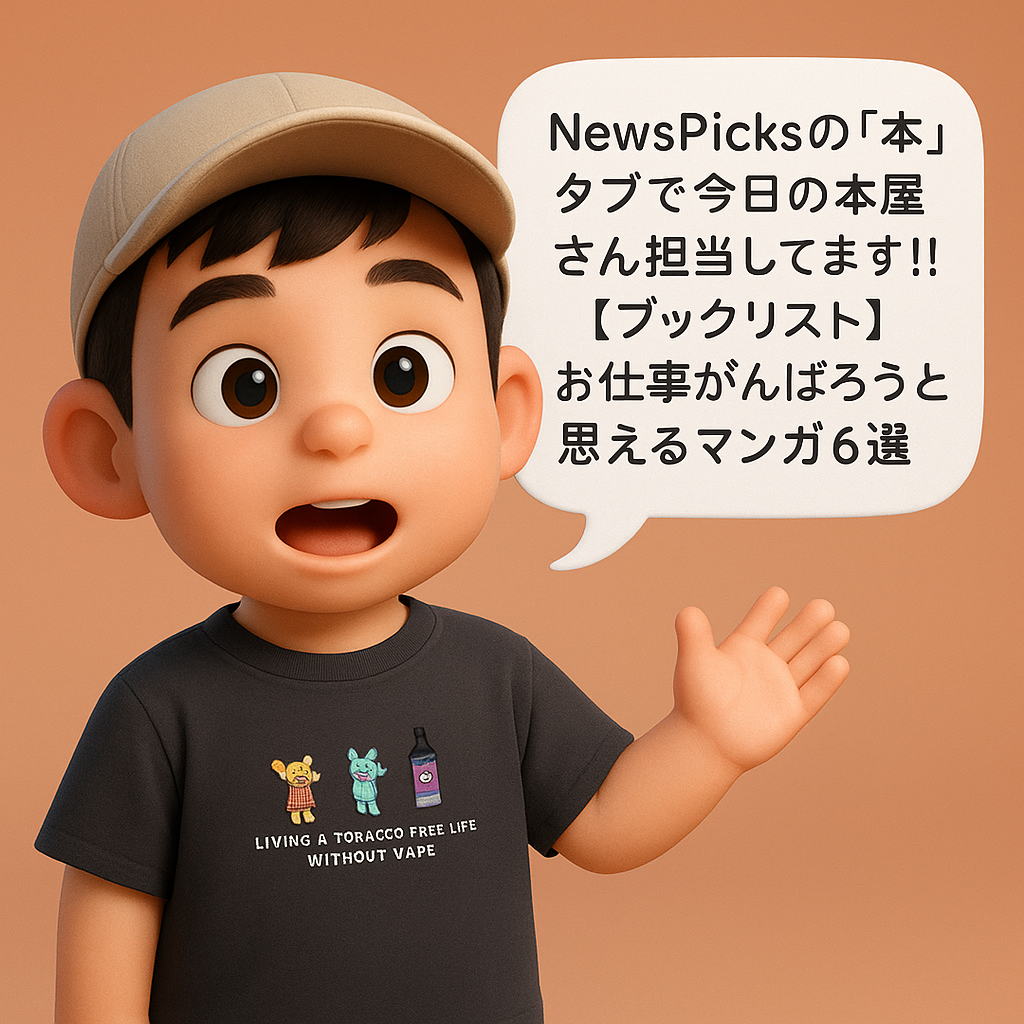 NewsPicksの「本」
タブで今日の本屋
さん担当してます!!
【ブックリスト】
お仕事がんばろうと
思えるマンガ6選
LIVING A TORACCO FREE LIFE
WITHOUT VAPE